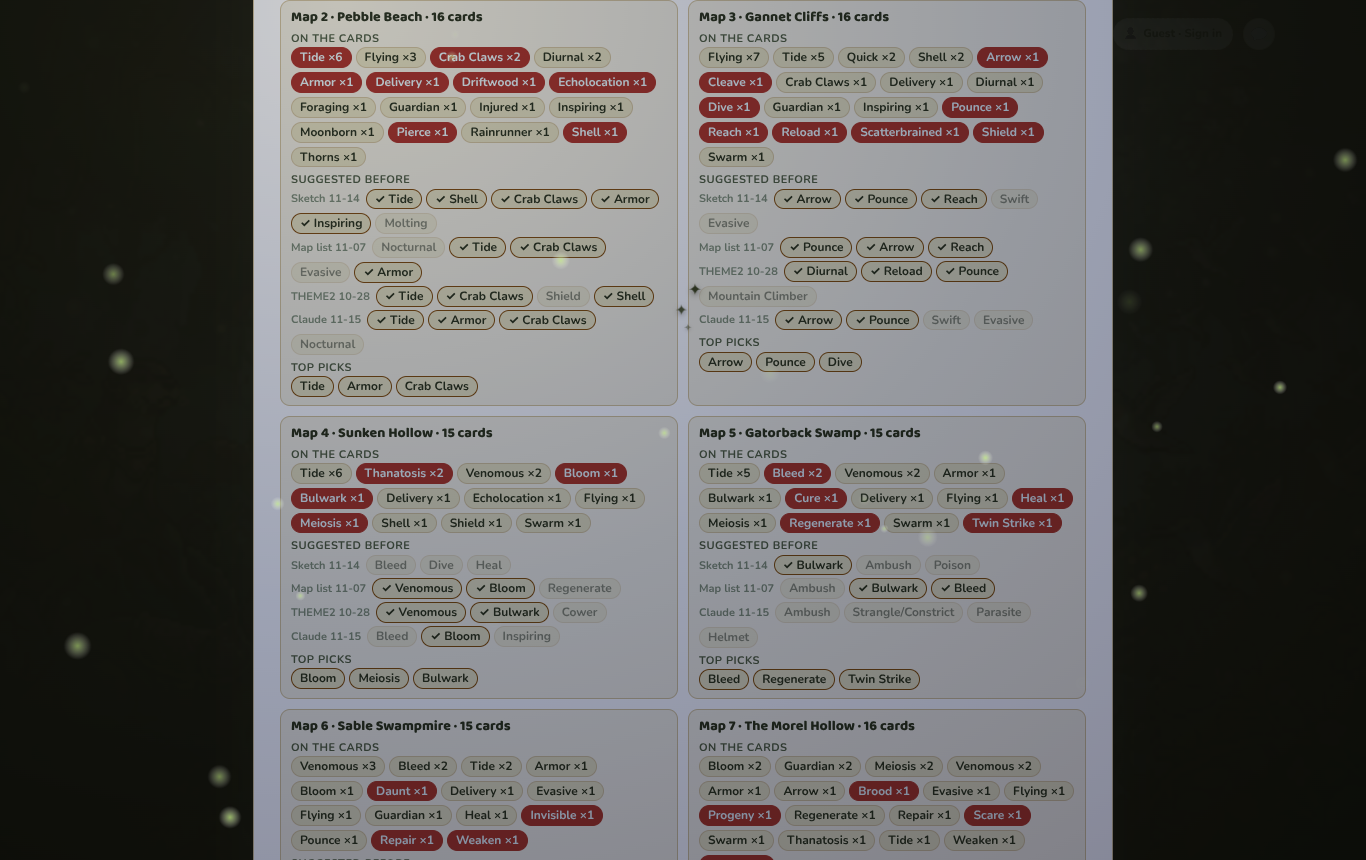 Guest · Sign in
Map 2 · Pebble Beach · 16 cards
ON THE CARDS
Tide ×6 Flying ×3 Crab Claws ×2 Diurnal ×2
Armor ×1 Delivery ×1 Driftwood ×1 Echolocation ×1
Foraging ×1 Guardian ×1 Injured ×1 Inspiring ×1
Moonborn ×1 Pierce ×1 Rainrunner ×1 Shell ×1
Thorns ×1
SUGGESTED BEFORE
Sketch 11-14 ✓ Tide ✓ Shell ✓ Crab Claws ✓ Armor
✓ Inspiring Molting
Map list 11-07 Nocturnal ✓ Tide ✓ Crab Claws
Evasive ✓ Armor
THEME2 10-28 ✓ Tide ✓ Crab Claws Shield ✓ Shell
Claude 11-15 ✓ Tide ✓ Armor ✓ Crab Claws
Nocturnal
TOP PICKS
Tide Armor Crab Claws
Map 3 · Gannet Cliffs · 16 cards
ON THE CARDS
Flying ×7 Tide ×5 Quick ×2 Shell ×2 Arrow ×1
Cleave ×1 Crab Claws ×1 Delivery ×1 Diurnal ×1
Dive ×1 Guardian ×1 Inspiring ×1 Pounce ×1
Reach ×1 Reload ×1 Scatterbrained ×1 Shield ×1
Swarm ×1
SUGGESTED BEFORE
Sketch 11-14 ✓ Arrow ✓ Pounce ✓ Reach Swift
Evasive
Map list 11-07 ✓ Pounce ✓ Arrow ✓ Reach
THEME2 10-28 ✓ Diurnal ✓ Reload ✓ Pounce
Mountain Climber
Claude 11-15 ✓ Arrow ✓ Pounce Swift Evasive
TOP PICKS
Arrow Pounce Dive
Map 4 · Sunken Hollow · 15 cards
ON THE CARDS
Tide ×6 Thanatosis ×2 Venomous ×2 Bloom ×1
Bulwark ×1 Delivery ×1 Echolocation ×1 Flying ×1
Meiosis ×1 Shell ×1 Shield ×1 Swarm ×1
SUGGESTED BEFORE
Sketch 11-14 Bleed Dive Heal
Map list 11-07 ✓ Venomous ✓ Bloom Regenerate
THEME2 10-28 ✓ Venomous ✓ Bulwark Cower
Claude 11-15 Bleed ✓ Bloom Inspiring
TOP PICKS
Bloom Meiosis Bulwark
Map 5 · Gatorback Swamp · 15 cards
ON THE CARDS
Tide ×5 Bleed ×2 Venomous ×2 Armor ×1
Bulwark ×1 Cure ×1 Delivery ×1 Flying ×1 Heal ×1
Meiosis ×1 Regenerate ×1 Swarm ×1 Twin Strike ×1
SUGGESTED BEFORE
Sketch 11-14 ✓ Bulwark Ambush Poison
Map list 11-07 Ambush ✓ Bulwark ✓ Bleed
Claude 11-15 Ambush Strangle/Constrict Parasite
Helmet
TOP PICKS
Bleed Regenerate Twin Strike
Map 6 · Sable Swampmire · 15 cards
ON THE CARDS
Venomous ×3 Bleed ×2 Tide ×2 Armor ×1
Bloom ×1 Daunt ×1 Delivery ×1 Evasive ×1
Flying ×1 Guardian ×1 Heal ×1 Invisible ×1
Pounce ×1 Repair ×1 Weaken ×1
Map 7 · The Morel Hollow · 16 cards
ON THE CARDS
Bloom ×2 Guardian ×2 Meiosis ×2 Venomous ×2
Armor ×1 Arrow ×1 Brood ×1 Evasive ×1 Flying ×1
Progeny ×1 Regenerate ×1 Repair ×1 Scare ×1
Swarm ×1 Thanatosis ×1 Tide ×1 Weaken ×1